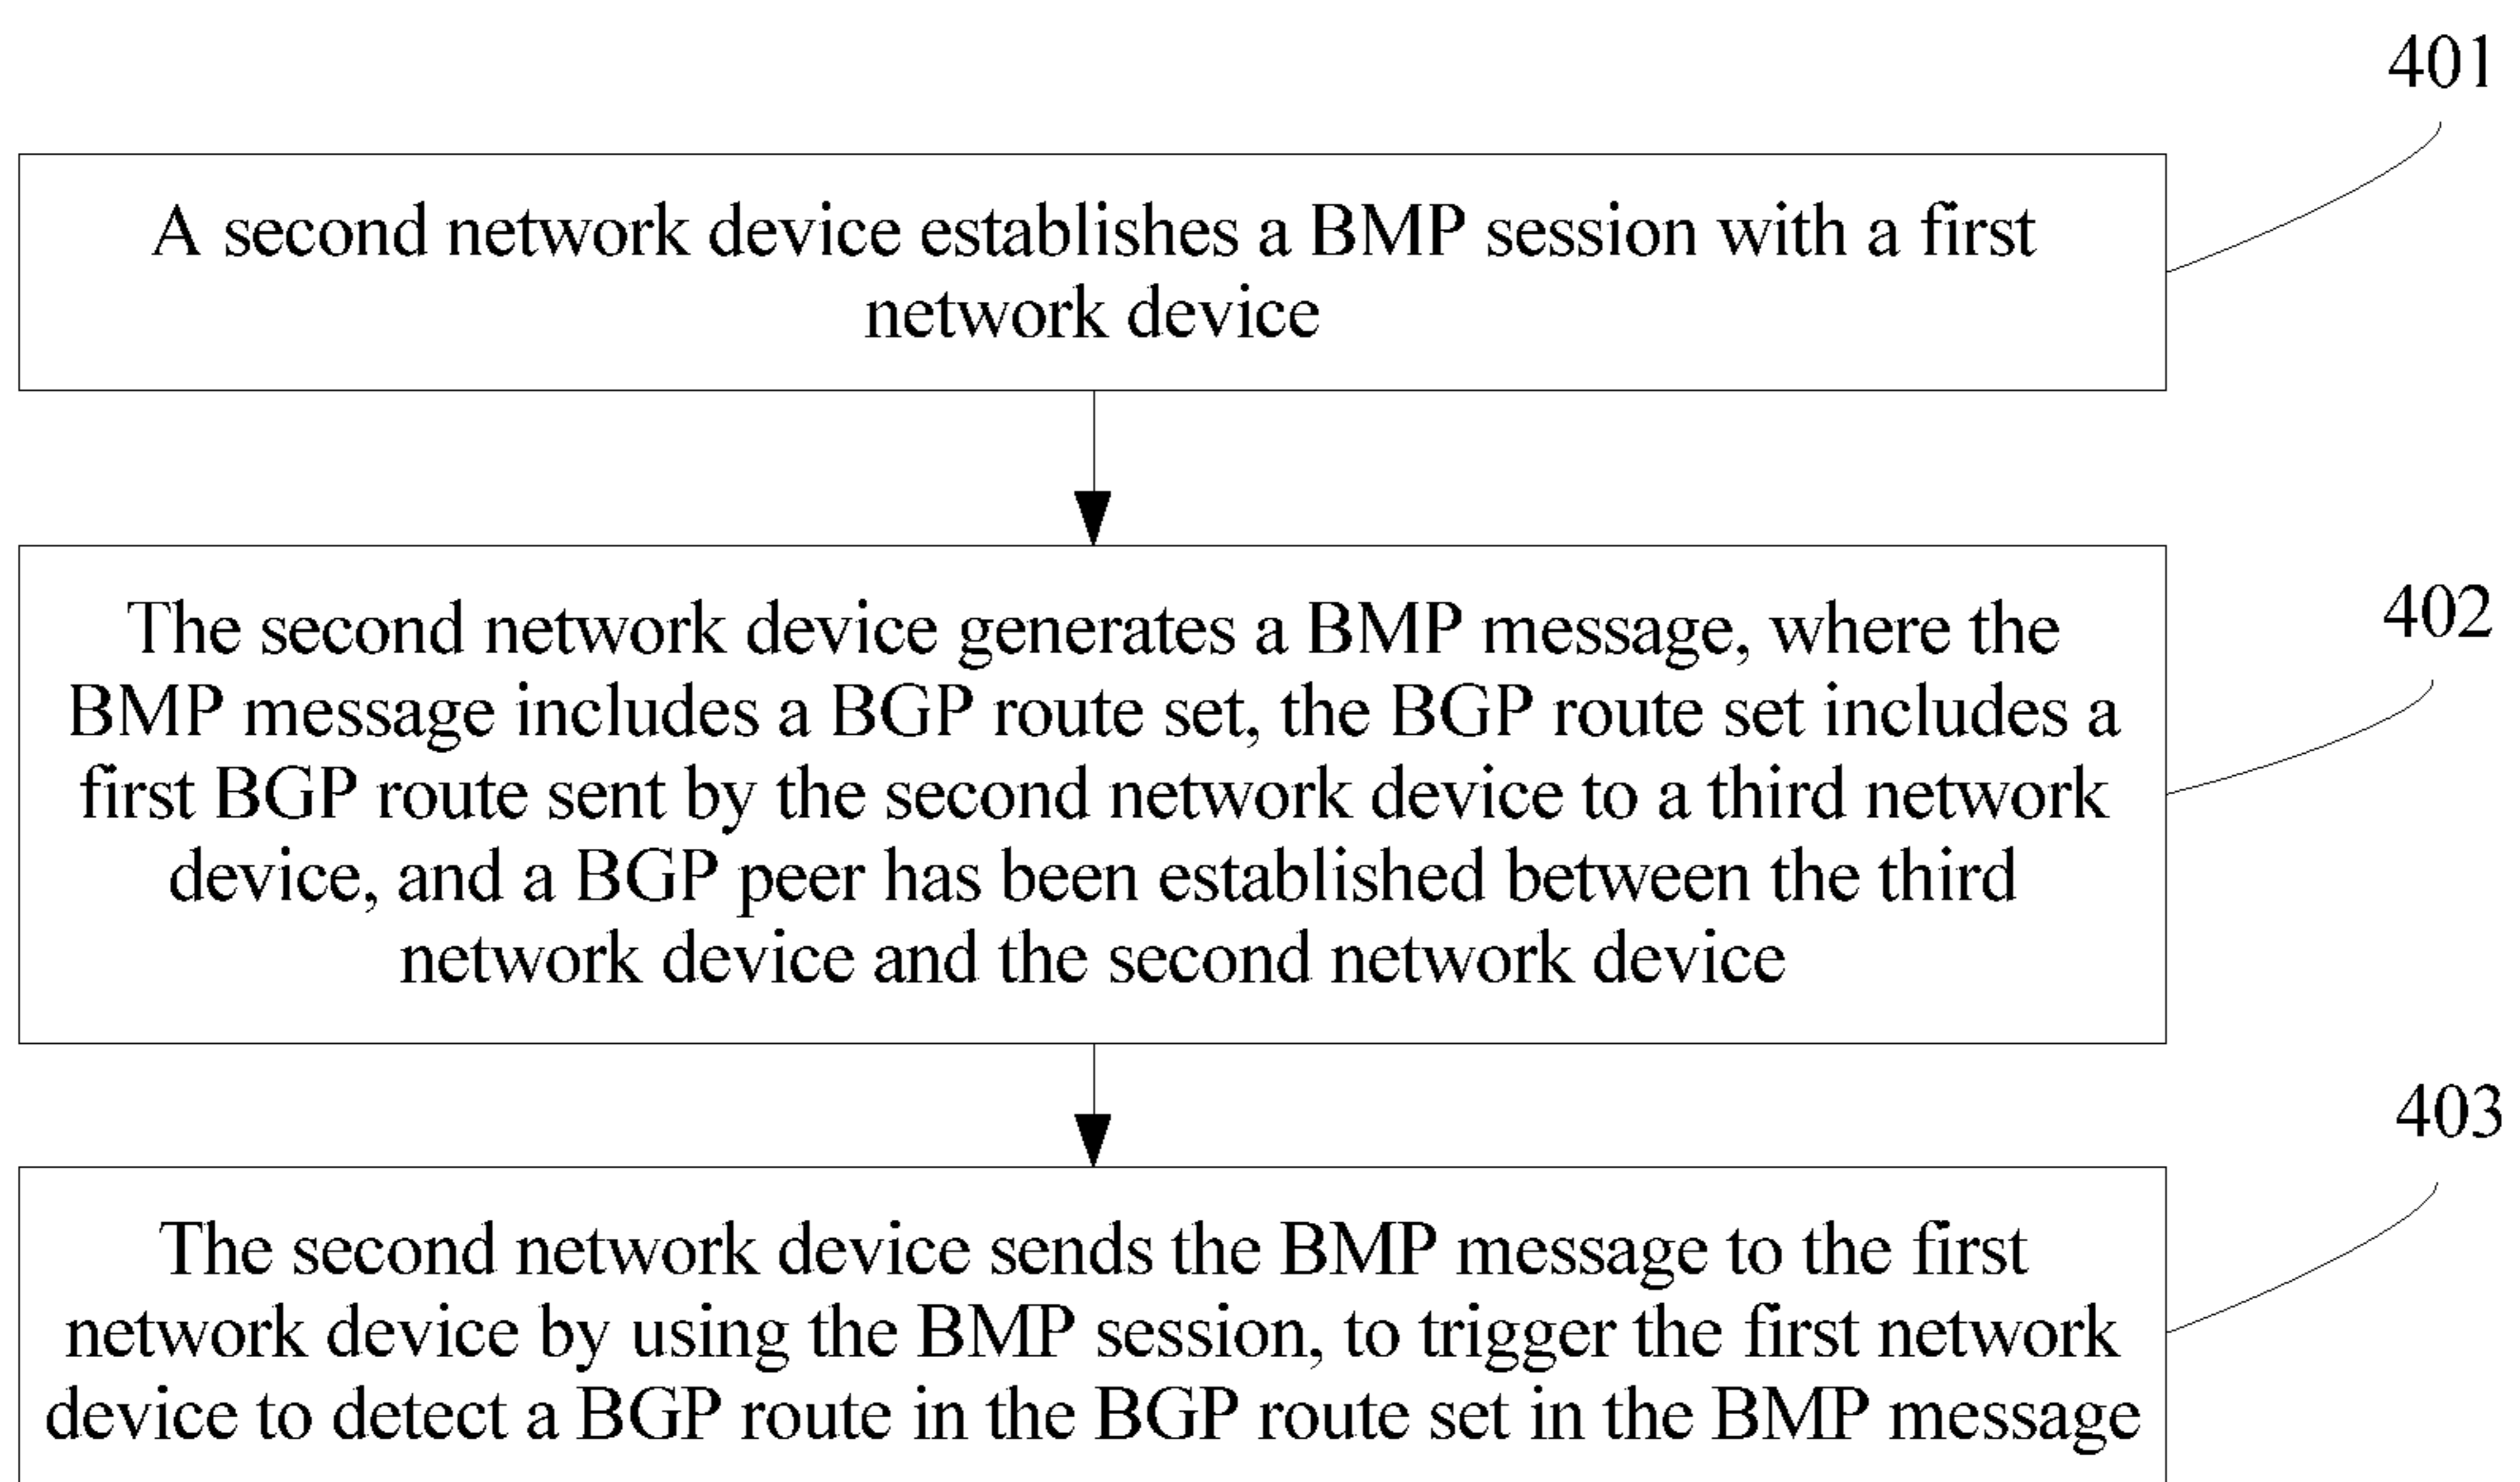 401
A second network device establishes a BMP session with a first
network device
402
The second network device generates a BMP message, where the
BMP message includes a BGP route set, the BGP route set includes a
first BGP route sent by the second network device to a third network
device, and a BGP peer has been established between the third
network device and the second network device
403
The second network device sends the BMP message to the first
network device by using the BMP session, to trigger the first network
device to detect a BGP route in the BGP route set in the BMP message